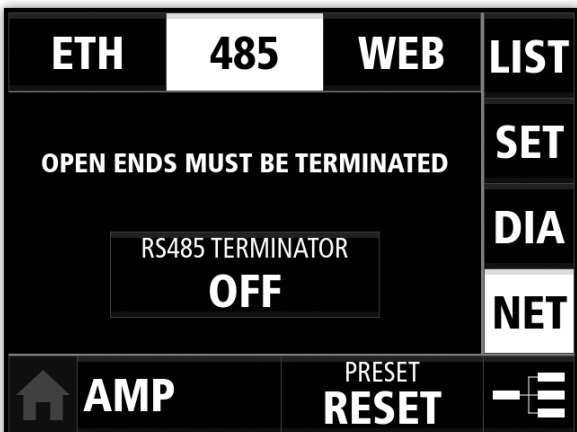 ETH 485 WEB LIST
SET
OPEN ENDS MUST BE TERMINATED
DIA
RS485 TERMINATOR
OFF
NET
AMP
PRESET
RESET